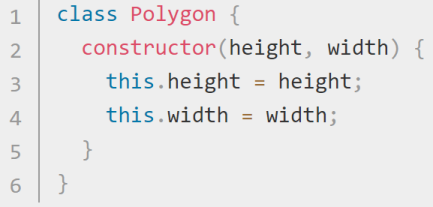 1 class Polygon {
2   constructor(height, width) {
3     this.height = height;
4     this.width = width;
5   }
6 }